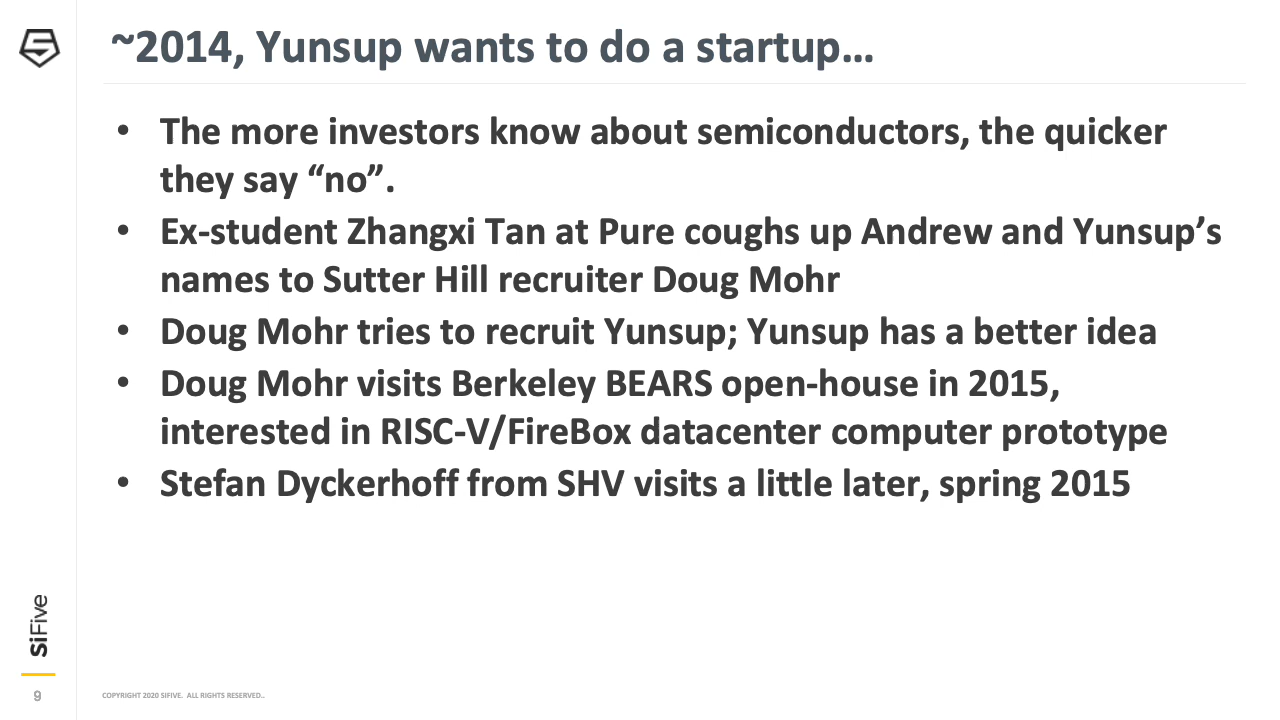 ~2014, Yunsup wants to do a startup…
• The more investors know about semiconductors, the quicker
they say “no”.
• Ex-student Zhangxi Tan at Pure coughs up Andrew and Yunsup’s
names to Sutter Hill recruiter Doug Mohr
• Doug Mohr tries to recruit Yunsup; Yunsup has a better idea
• Doug Mohr visits Berkeley BEARS open-house in 2015,
interested in RISC-V/FireBox datacenter computer prototype
• Stefan Dyckerhoff from SHV visits a little later, spring 2015
SiFive
9
COPYRIGHT 2020 SIFIVE. ALL RIGHTS RESERVED..